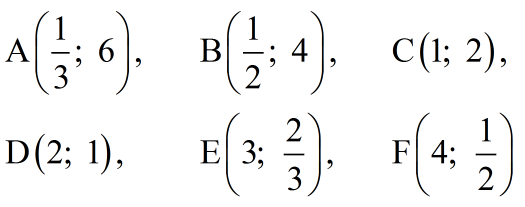 A(1/3; 6), B(1/2; 4), C(1; 2),
D(2; 1), E(3; 2/3), F(4; 1/2)